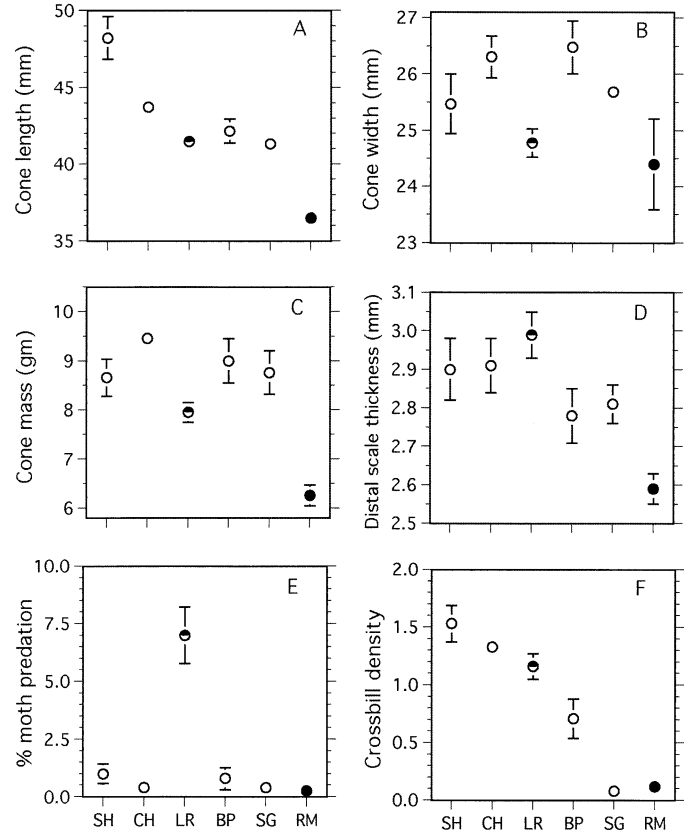 A
Cone length (mm)
50
45
40
35
B
Cone width (mm)
27
26
25
24
23
C
Cone mass (gm)
10
9
8
7
6
D
Distal scale thickness (mm)
3.1
3.0
2.9
2.8
2.7
2.6
2.5
E
% moth predation
10.0
7.5
5.0
2.5
0.0
SH CH LR BP SG RM
F
Crossbill density
2.0
1.5
1.0
0.5
0.0
SH CH LR BP SG RM